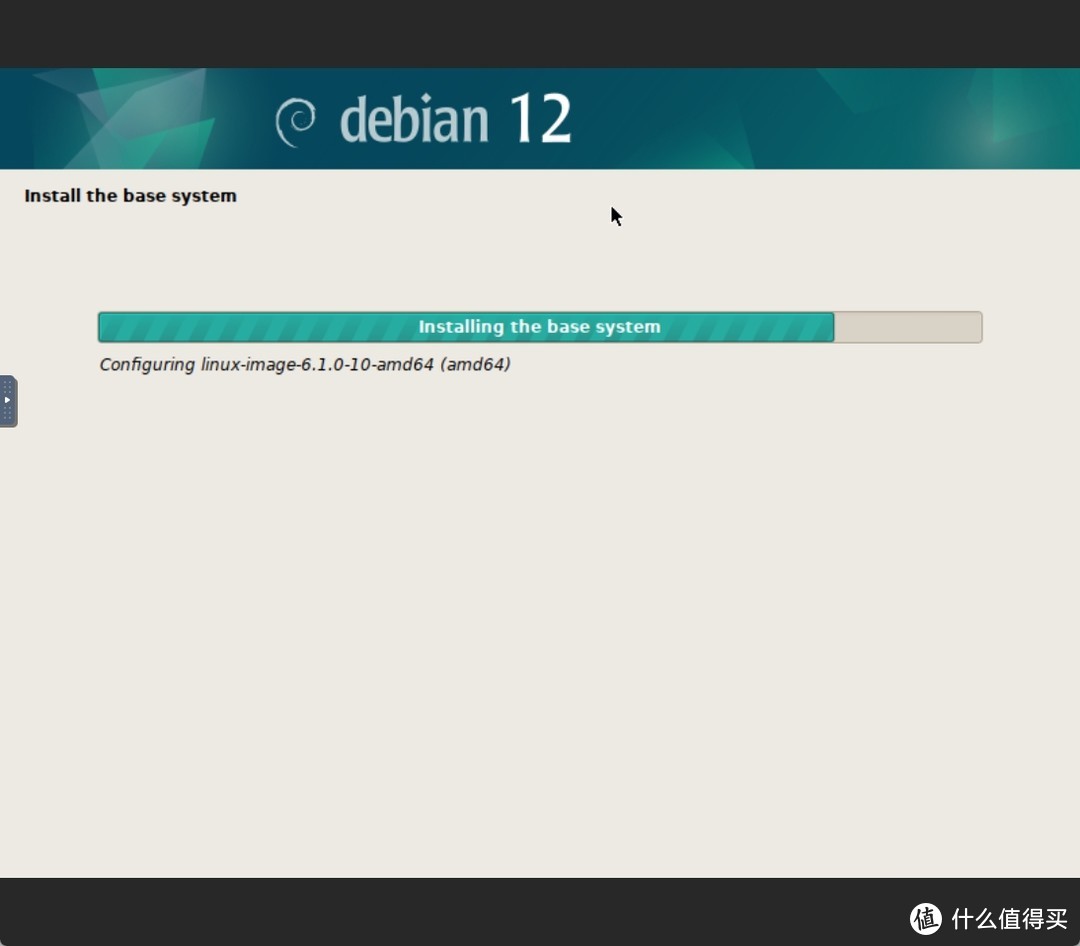 debian 12
Install the base system
Installing the base system
Configuring linux-image-6.1.0-10-amd64 (amd64)
值 什么值得买